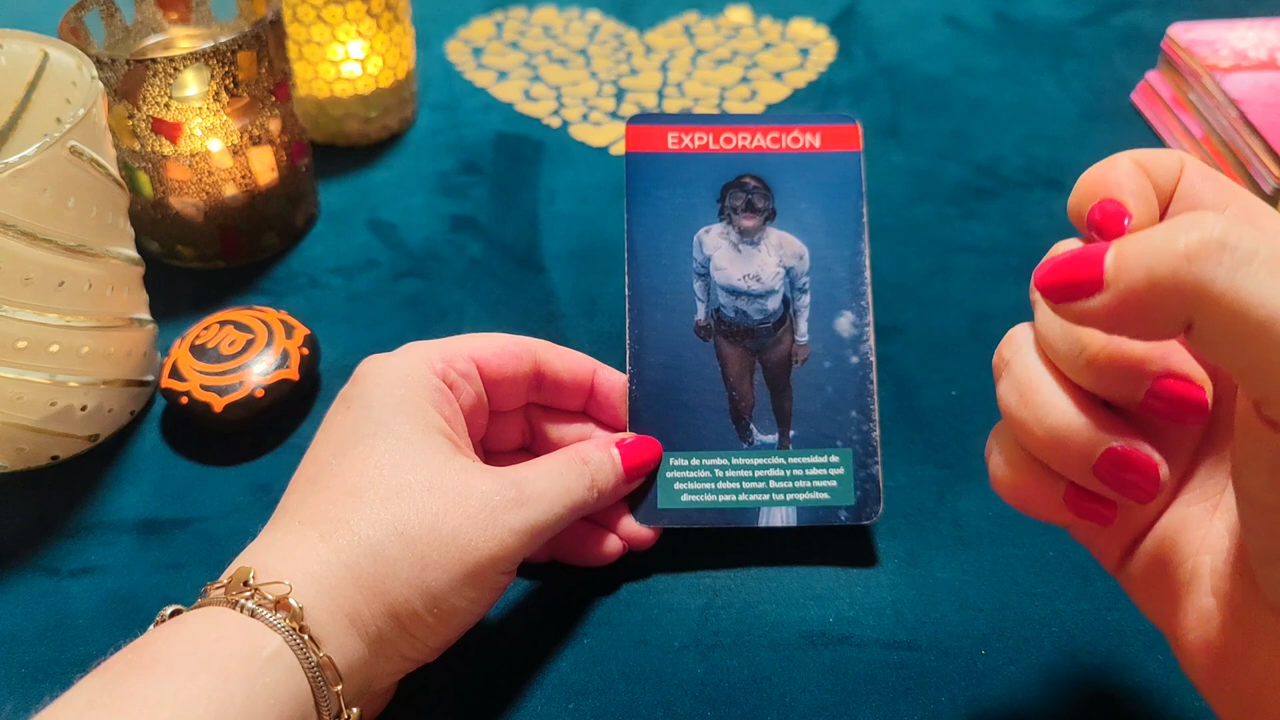 EXPLORACIÓN
Falta de rumbo, introspección, necesidad de
orientación. Te sientes perdida y no sabes qué
decisiones debes tomar. Busca otra nueva
dirección para alcanzar tus propósitos.